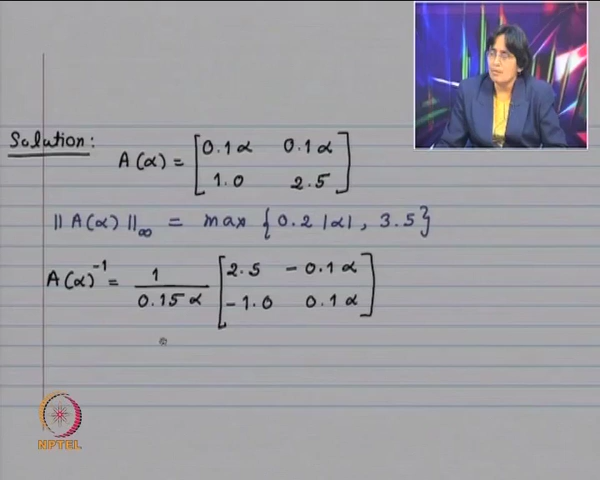 Solution:
A(α) = [0.1α 0.1α
1.0 2.5]
||A(α)||∞ = max {0.2|α|, 3.5}
A(α)⁻¹ = 1/0.15α [2.5 -0.1α
-1.0 0.1α]
NPTEL